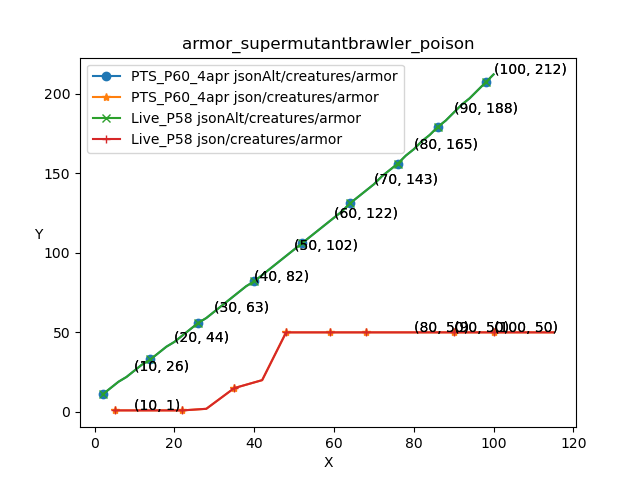 armor_supermutantbrawler_poison
PTS_P60_4apr jsonAlt/creatures/armor
PTS_P60_4apr json/creatures/armor
Live_P58 jsonAlt/creatures/armor
Live_P58 json/creatures/armor
(100, 212)
(90, 188)
(80, 165)
(70, 143)
(60, 122)
(50, 102)
(40, 82)
(30, 63)
(20, 44)
(10, 26)
(10, 1)
(80, 50)
(90, 50)
(100, 50)
Y
200
150
100
50
0
0 20 40 60 80 100 120
X